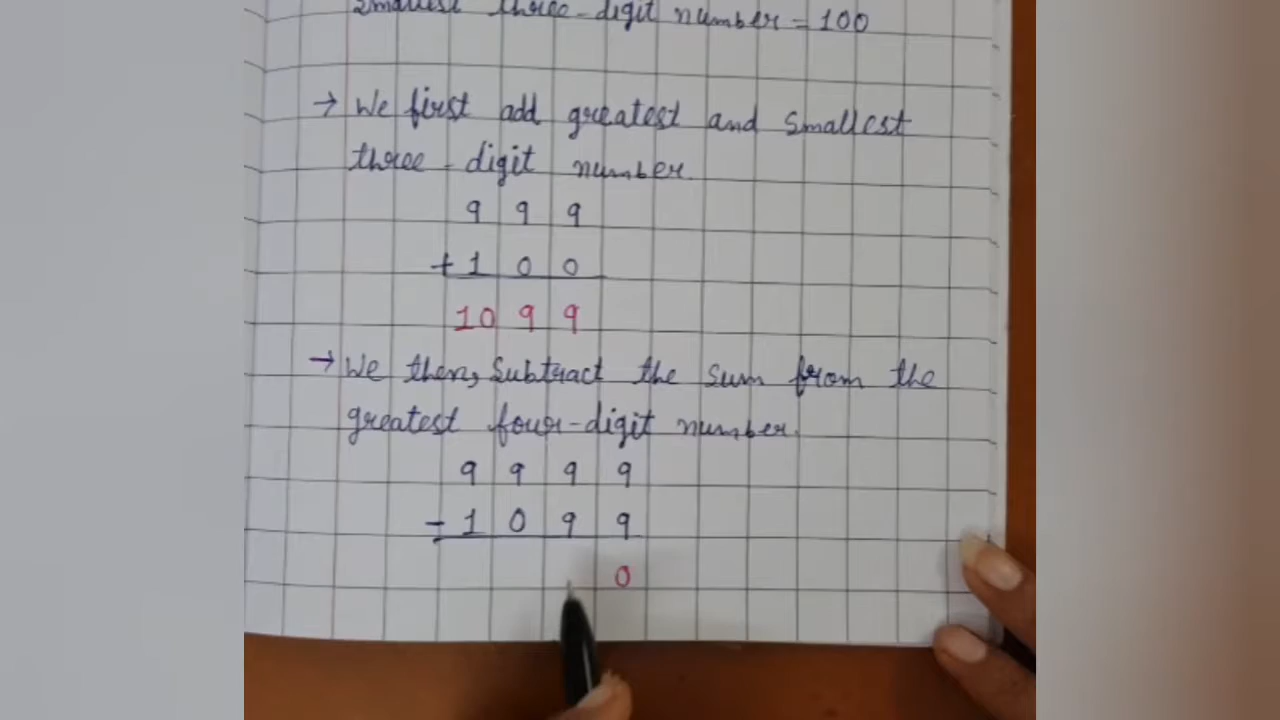 Smallest three-digit number = 100
→ We first add greatest and smallest
three-digit number.
9 9 9
+ 1 0 0
10 9 9
→ We then, subtract the sum from the
greatest four-digit number.
9 9 9 9
- 1 0 9 9
0